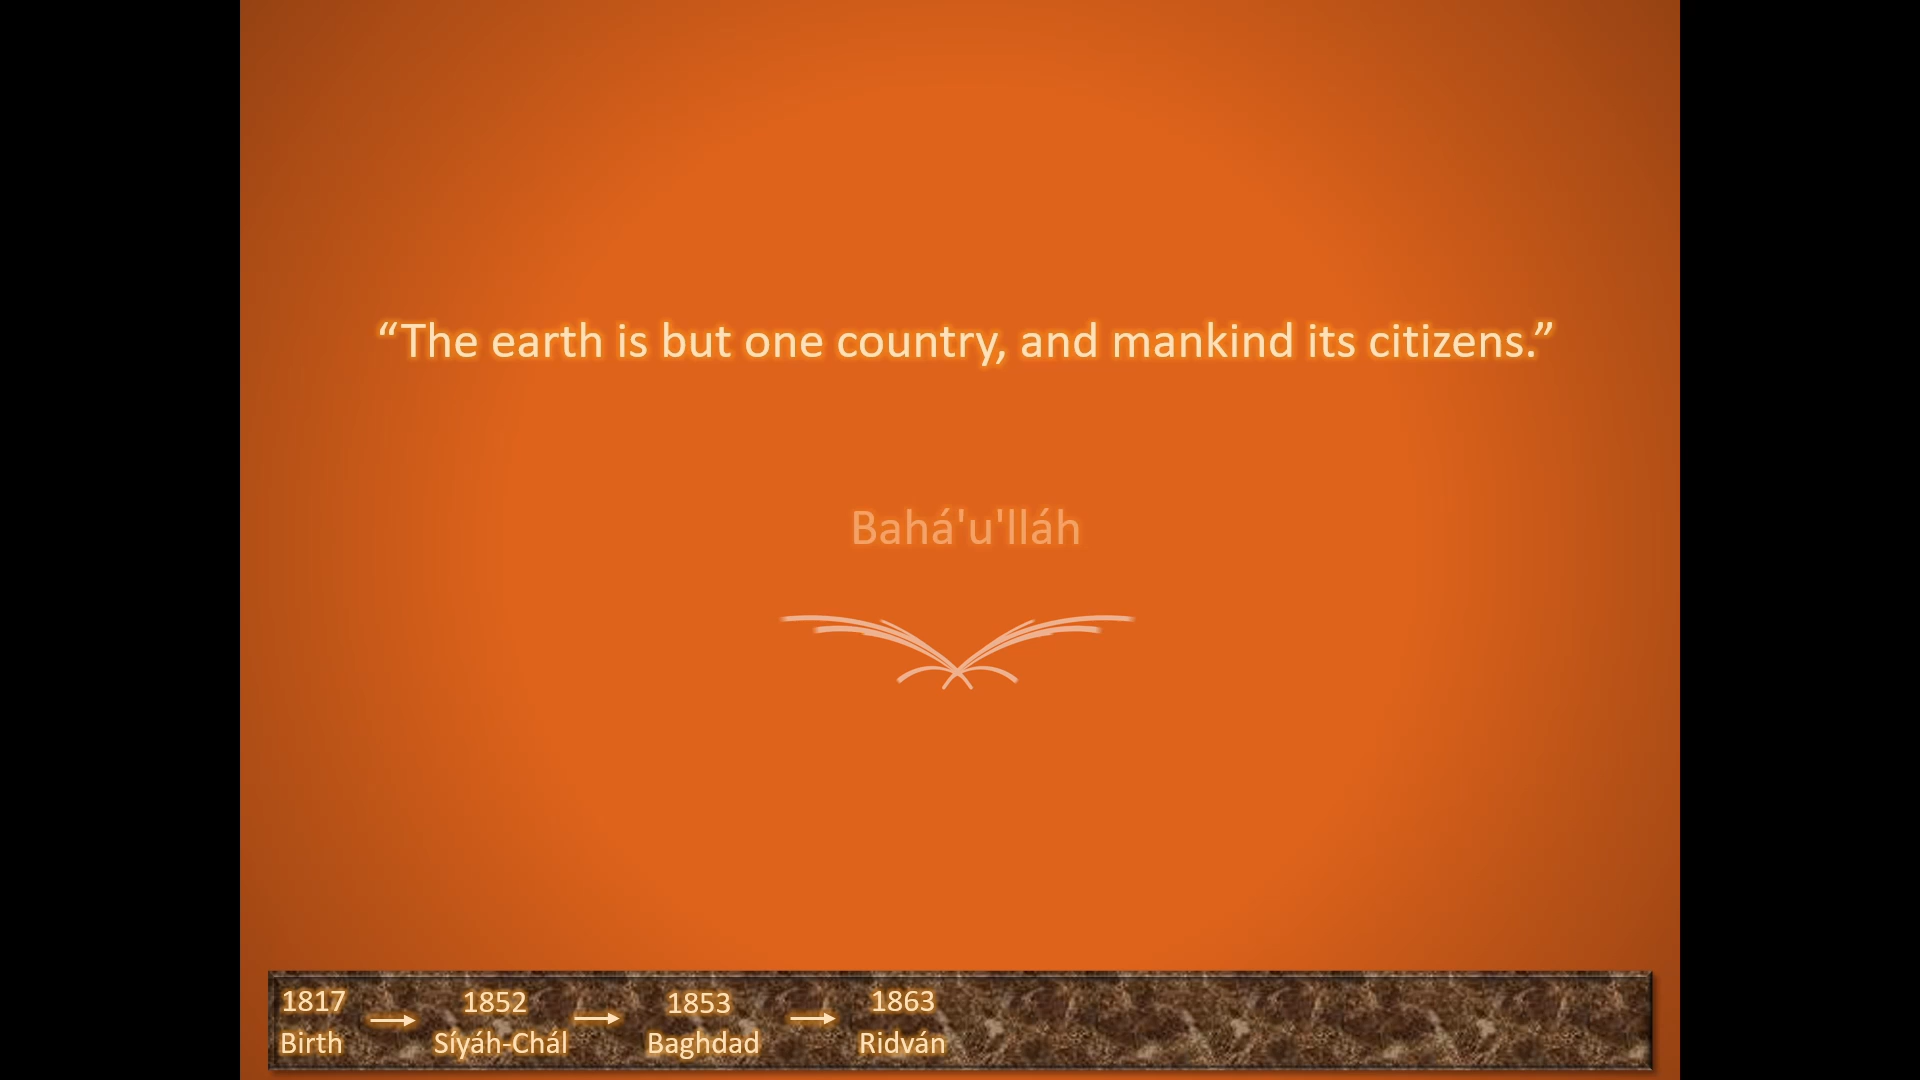 “The earth is but one country, and mankind its citizens.”
Bahá'u'lláh
1817 → 1852 → 1853 → 1863
Birth Síyáh-Chál Baghdad Ridván